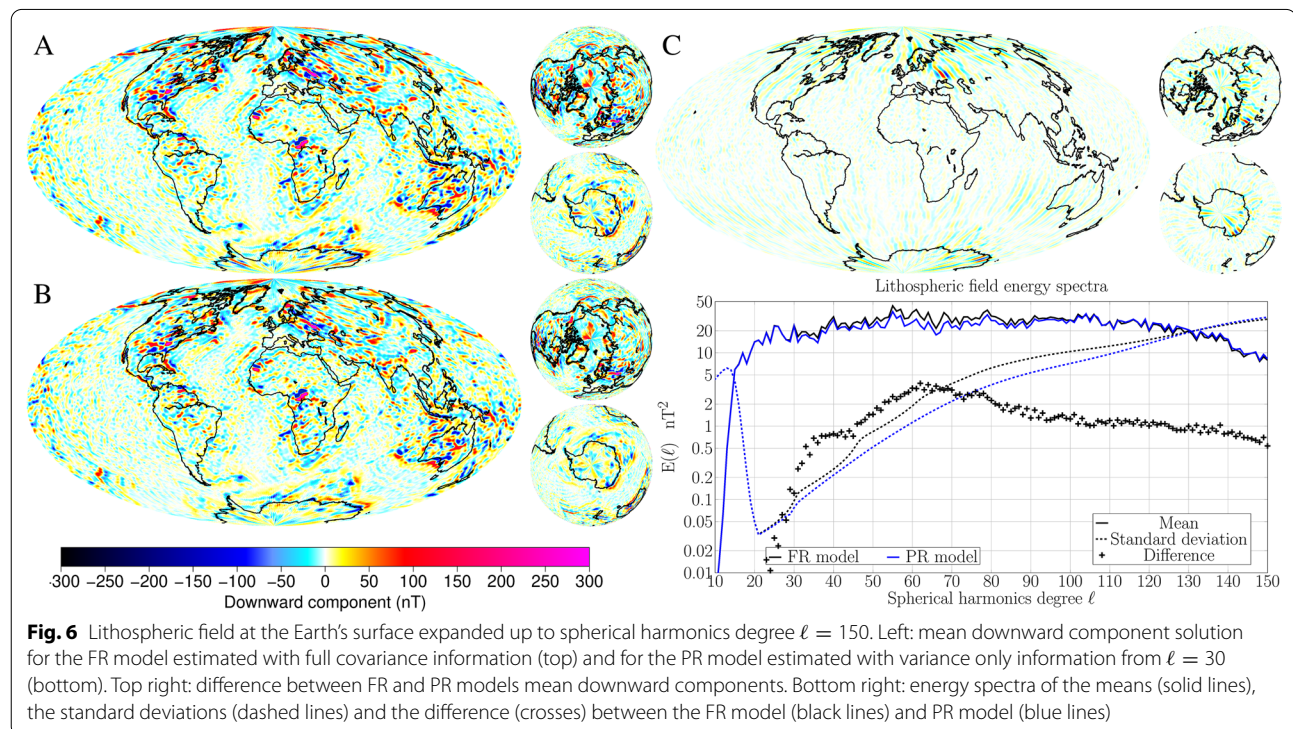 A
B
−300 −250 −200 −150 −100 −50 0 50 100 150 200 250 300
Downward component (nT)
C
Lithospheric field energy spectra
50
20
10
5
2
1
0.5
0.2
0.1
0.05
0.02
0.01
E(ℓ) nT²
Mean
Standard deviation
Difference
FR model PR model
10 20 30 40 50 60 70 80 90 100 110 120 130 140 150
Spherical harmonics degree ℓ
Fig. 6 Lithospheric field at the Earth's surface expanded up to spherical harmonics degree ℓ = 150. Left: mean downward component solution
for the FR model estimated with full covariance information (top) and for the PR model estimated with variance only information from ℓ = 30
(bottom). Top right: difference between FR and PR models mean downward components. Bottom right: energy spectra of the means (solid lines),
the standard deviations (dashed lines) and the difference (crosses) between the FR model (black lines) and PR model (blue lines)